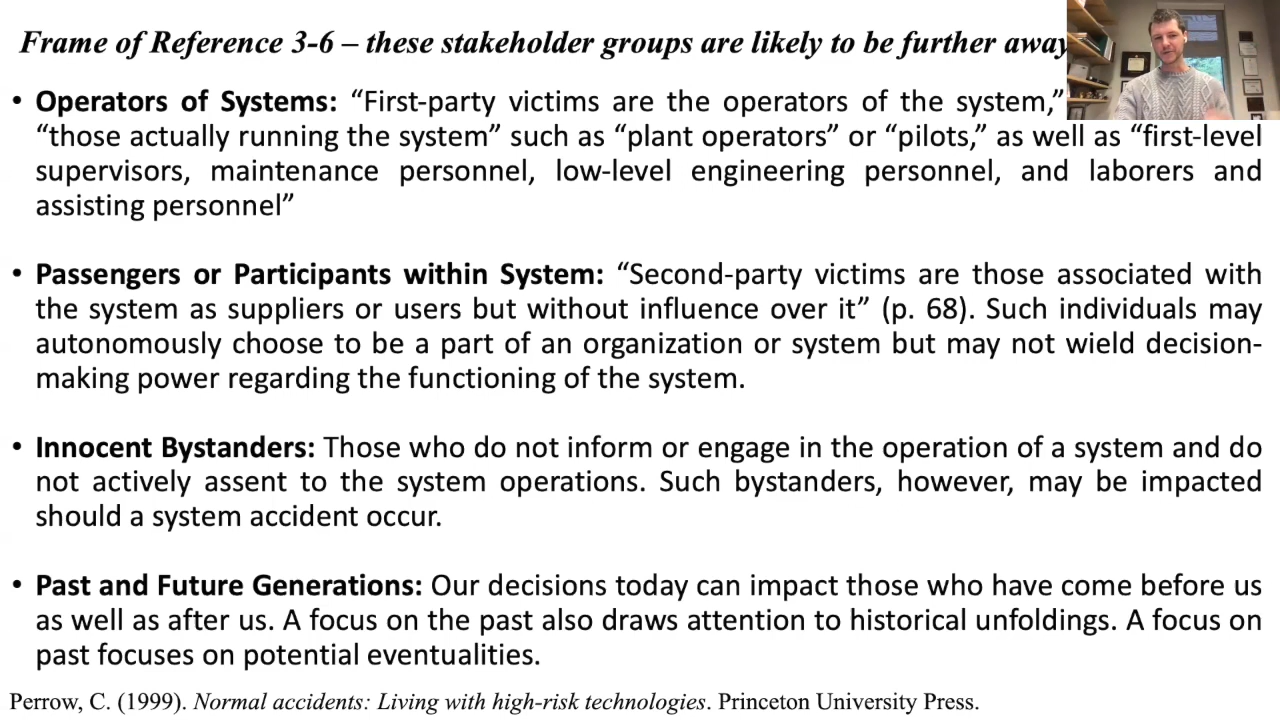 Frame of Reference 3-6 – these stakeholder groups are likely to be further away
• Operators of Systems: “First-party victims are the operators of the system,”
“those actually running the system” such as “plant operators” or “pilots,” as well as “first-level
supervisors, maintenance personnel, low-level engineering personnel, and laborers and
assisting personnel”
• Passengers or Participants within System: “Second-party victims are those associated with
the system as suppliers or users but without influence over it” (p. 68). Such individuals may
autonomously choose to be a part of an organization or system but may not wield decision-
making power regarding the functioning of the system.
• Innocent Bystanders: Those who do not inform or engage in the operation of a system and do
not actively assent to the system operations. Such bystanders, however, may be impacted
should a system accident occur.
• Past and Future Generations: Our decisions today can impact those who have come before us
as well as after us. A focus on the past also draws attention to historical unfoldings. A focus on
past focuses on potential eventualities.
Perrow, C. (1999). Normal accidents: Living with high-risk technologies. Princeton University Press.